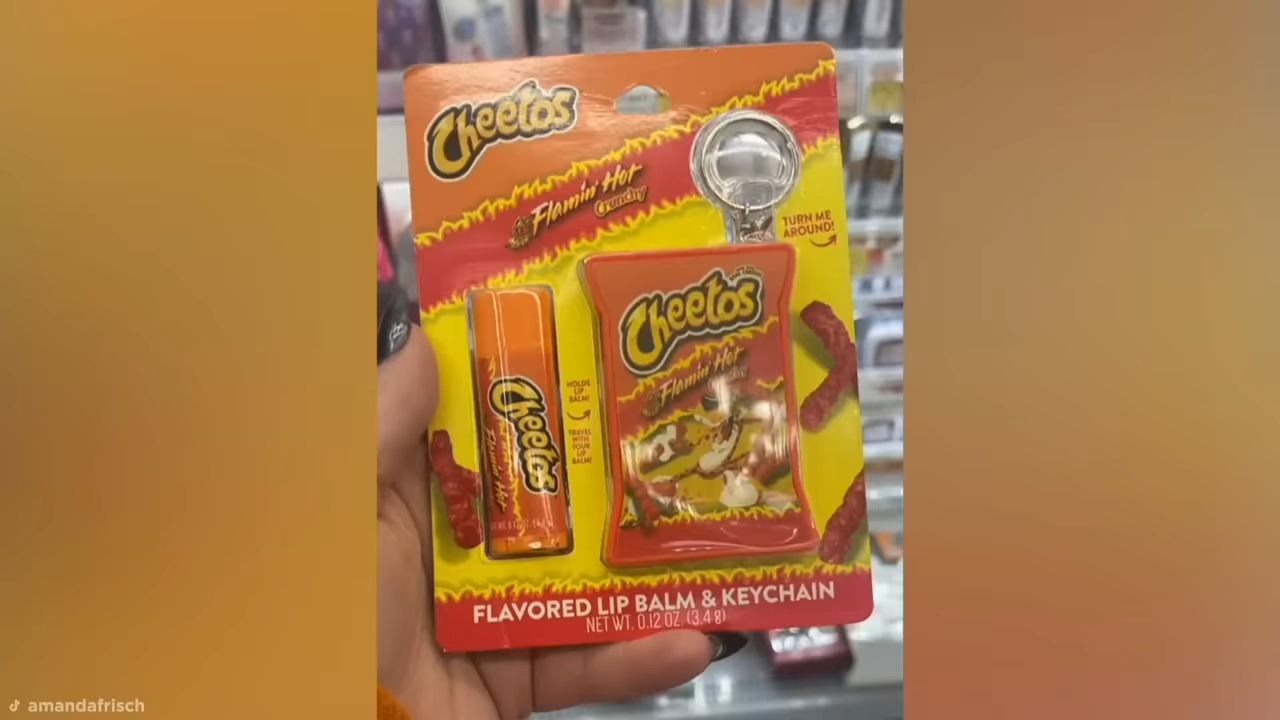 Cheetos
Flamin' Hot
Crunchy
TURN ME
AROUND!
Cheetos
Flamin' Hot
Cheetos
Flamin' Hot
HOLDS
LIP
BALM!
TRAVEL
WITH
YOUR
LIP
BALM!
FLAVORED LIP BALM & KEYCHAIN
NET WT. 0.12 OZ. (3.4 g)
amandafrisch